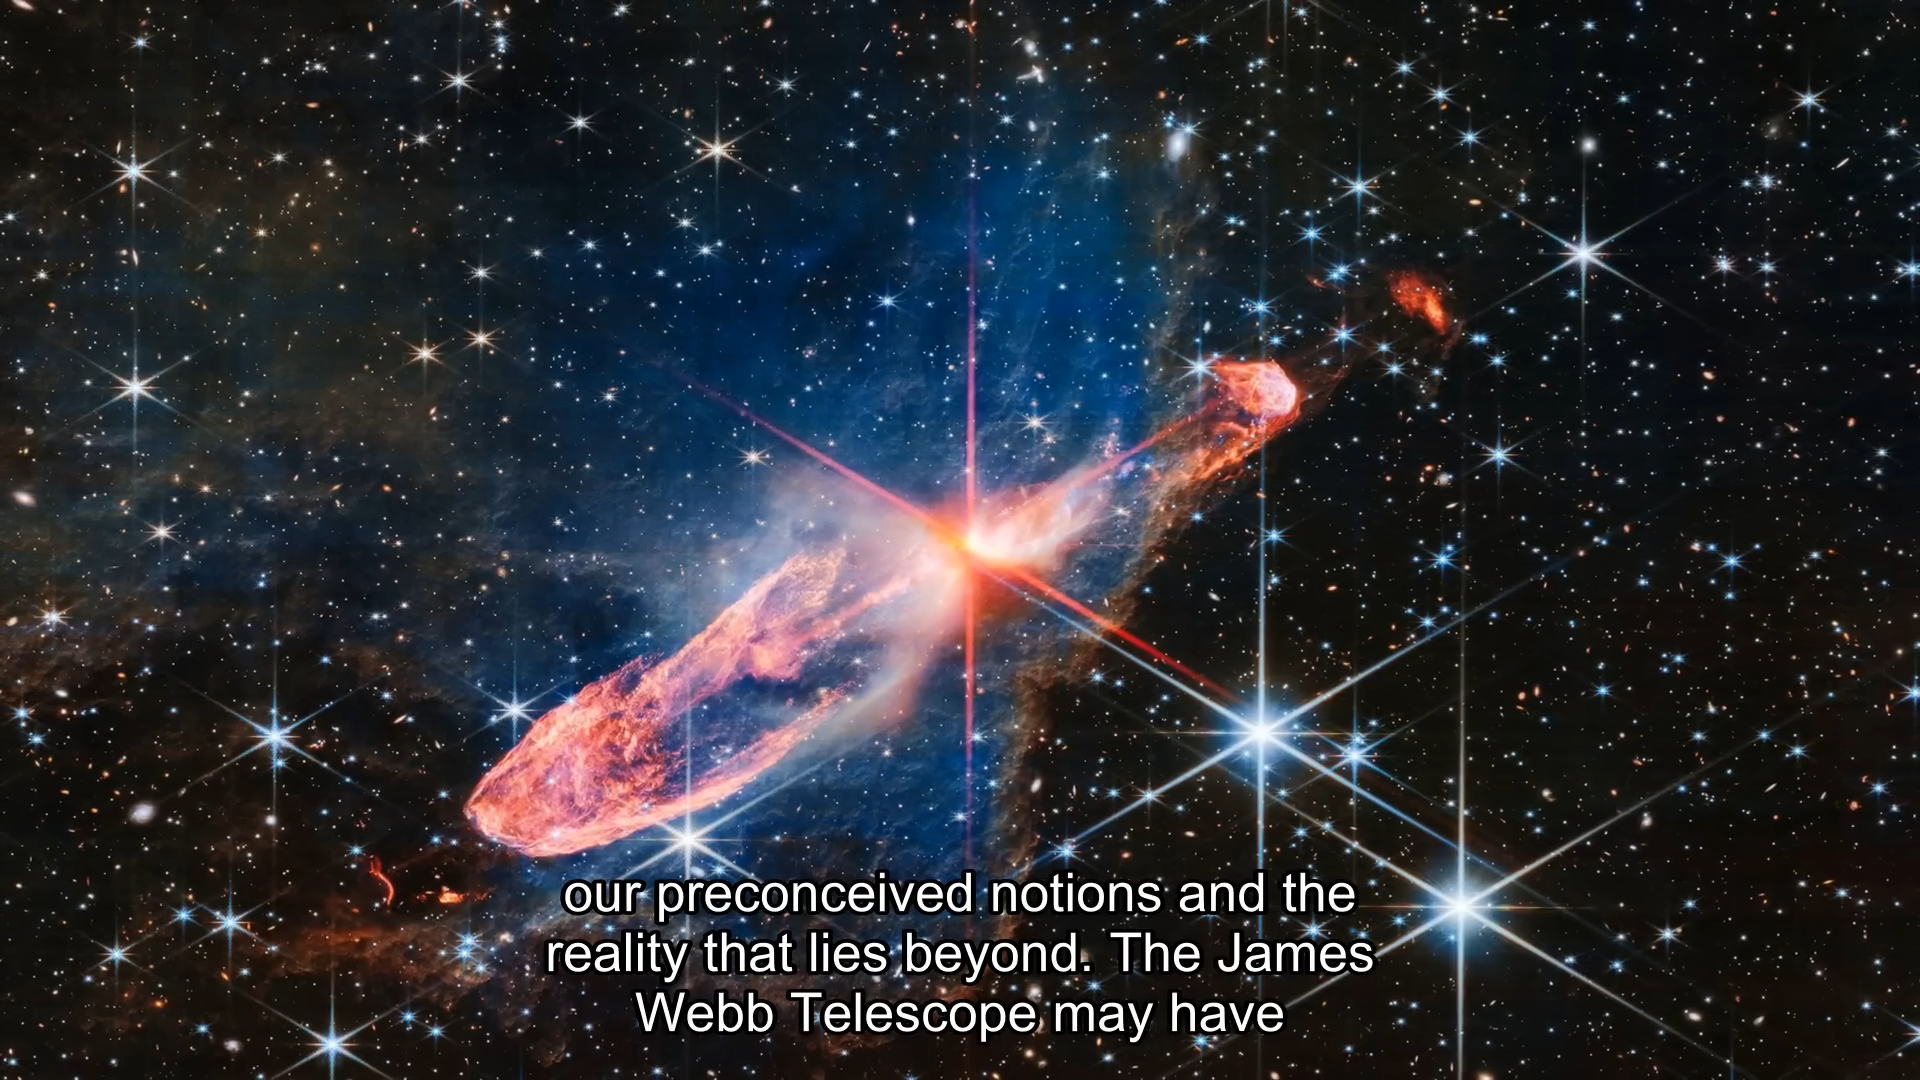 our preconceived notions and the
reality that lies beyond. The James
Webb Telescope may have